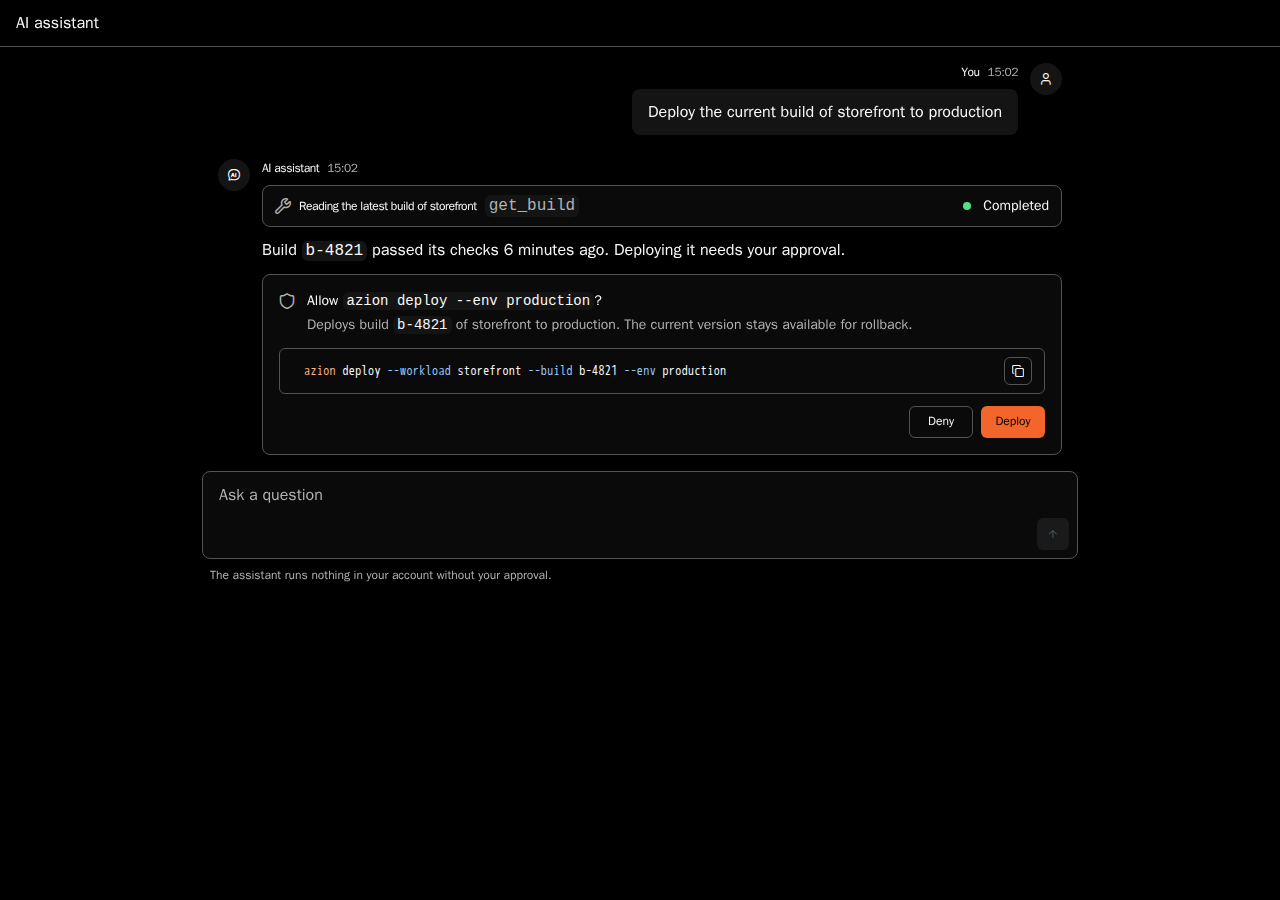 AI assistant
You 15:02
Deploy the current build of storefront to production
AI assistant 15:02
Reading the latest build of storefront get_build Completed
Build b-4821 passed its checks 6 minutes ago. Deploying it needs your approval.
Allow azion deploy --env production ?
Deploys build b-4821 of storefront to production. The current version stays available for rollback.
azion deploy --workload storefront --build b-4821 --env production
Deny Deploy
Ask a question
The assistant runs nothing in your account without your approval.